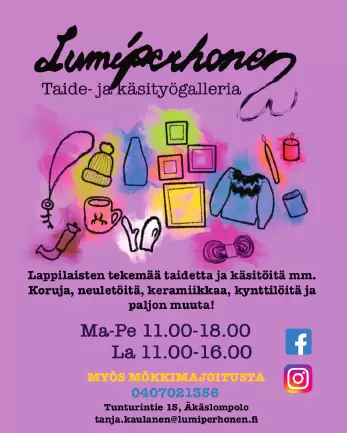 Lumiperhonen
Taide- ja käsityögalleria
Lappilaisten tekemää taidetta ja käsitöitä mm.
Koruja, neuletöitä, keramiikkaa, kynttilöitä ja
paljon muuta!
Ma-Pe 11.00-18.00
La 11.00-16.00
MYÖS MÖKKIMAJOITUSTA
0407021356
Tunturintie 15, Äkäslompolo
tanja.kaulanen@lumiperhonen.fi